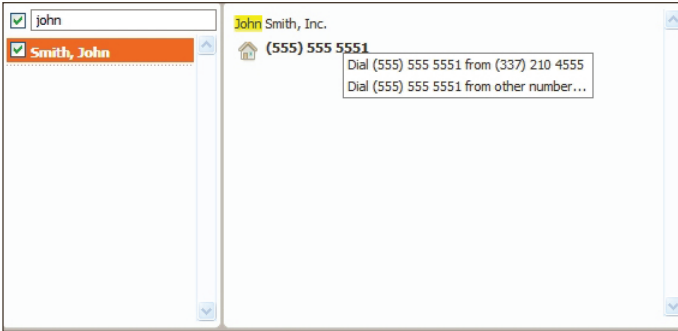 john
Smith, John
John Smith, Inc.
(555) 555 5551
Dial (555) 555 5551 from (337) 210 4555
Dial (555) 555 5551 from other number...